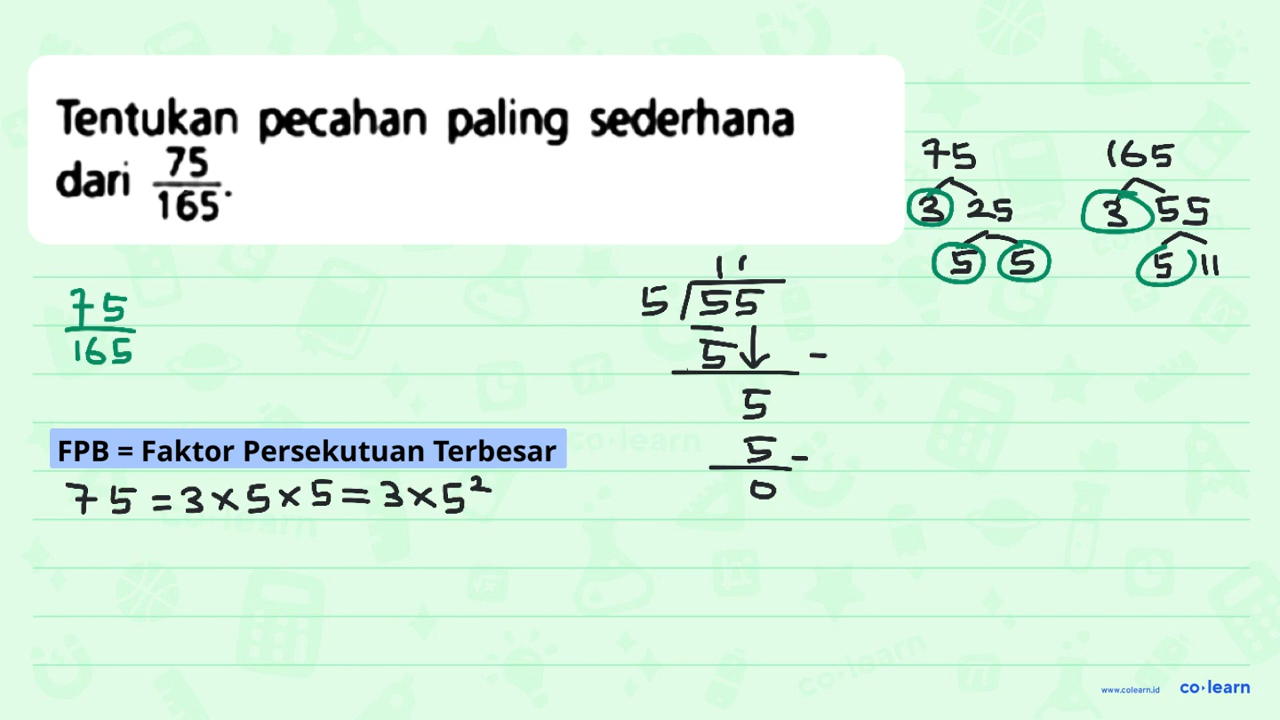 Tentukan pecahan paling sederhana
dari 75/165.
75 165
3 25 3 55
5 5 5 11
75
165
11
5 55
5 -
5
5 -
0
FPB = Faktor Persekutuan Terbesar
75 = 3 × 5 × 5 = 3 × 5²
co·learn
www.colearn.id co·learn